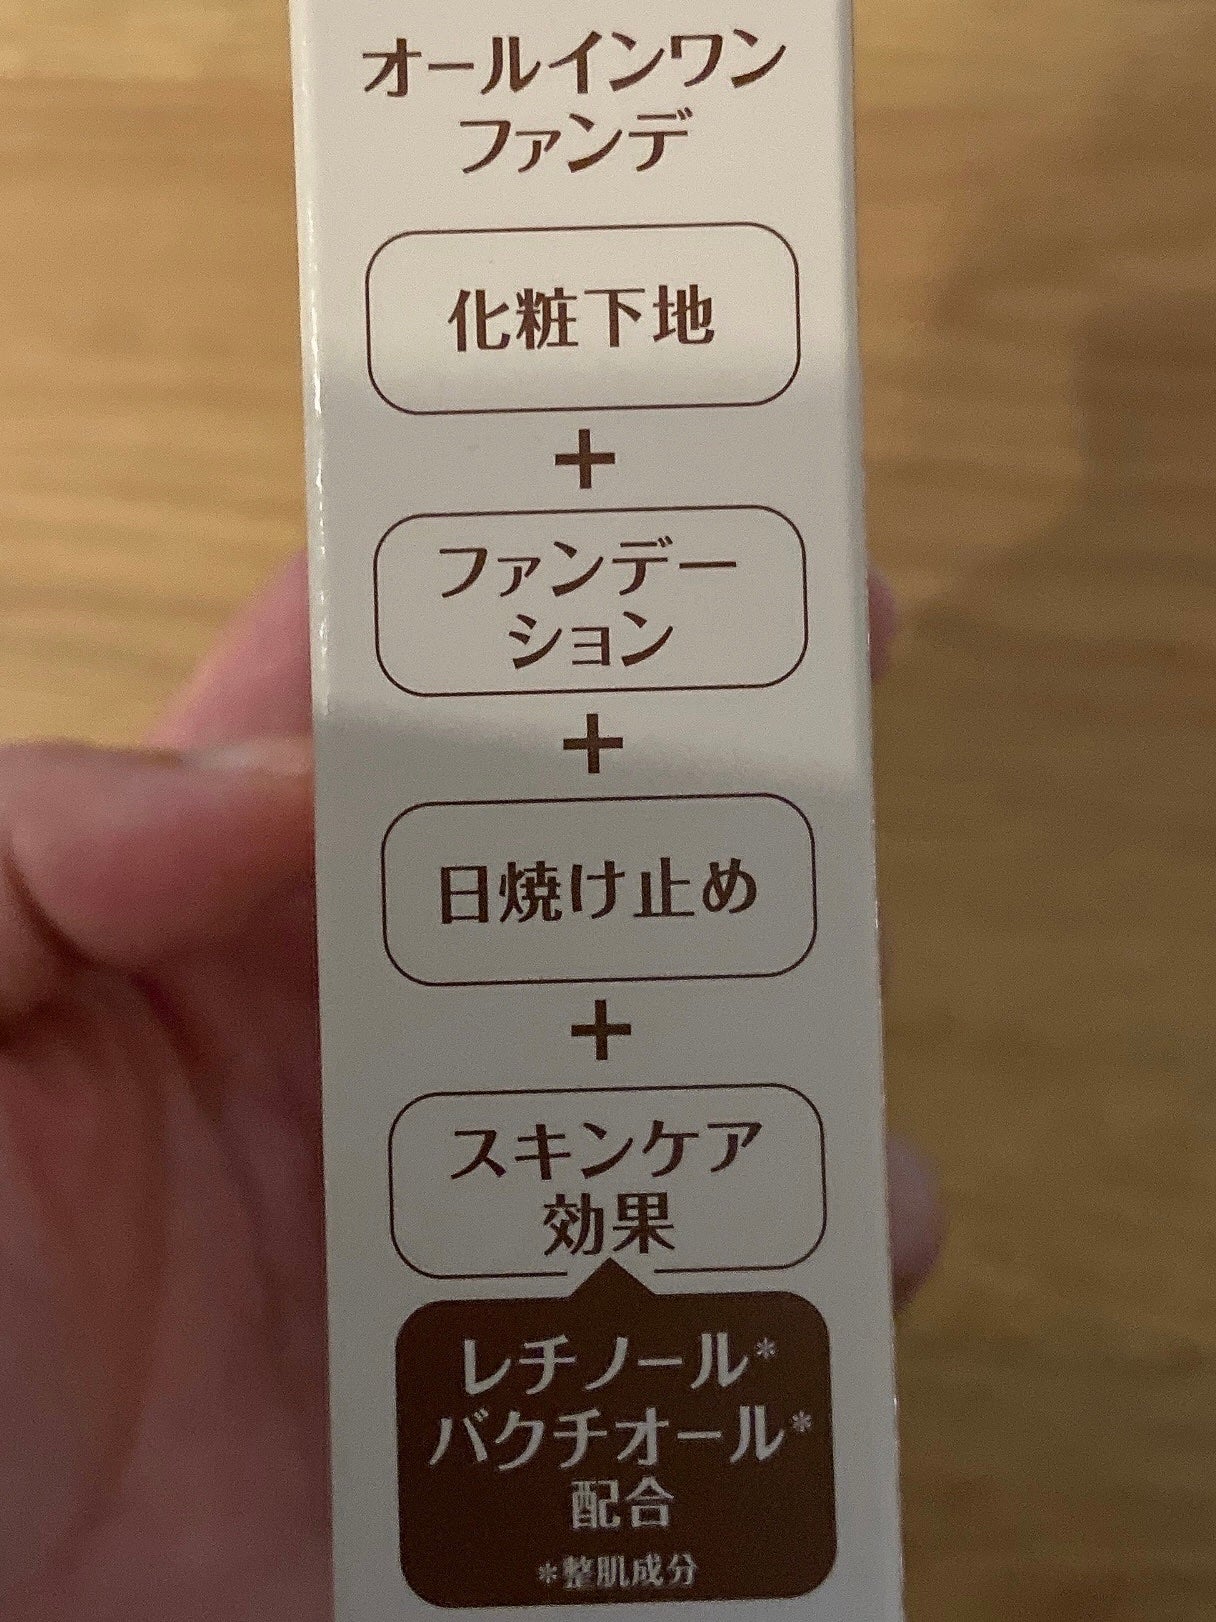 オールインワン
ファンデ
化粧下地
+
ファンデー
ション
+
日焼け止め
+
スキンケア
効果
レチノール*
バクチオール*
配合
*整肌成分